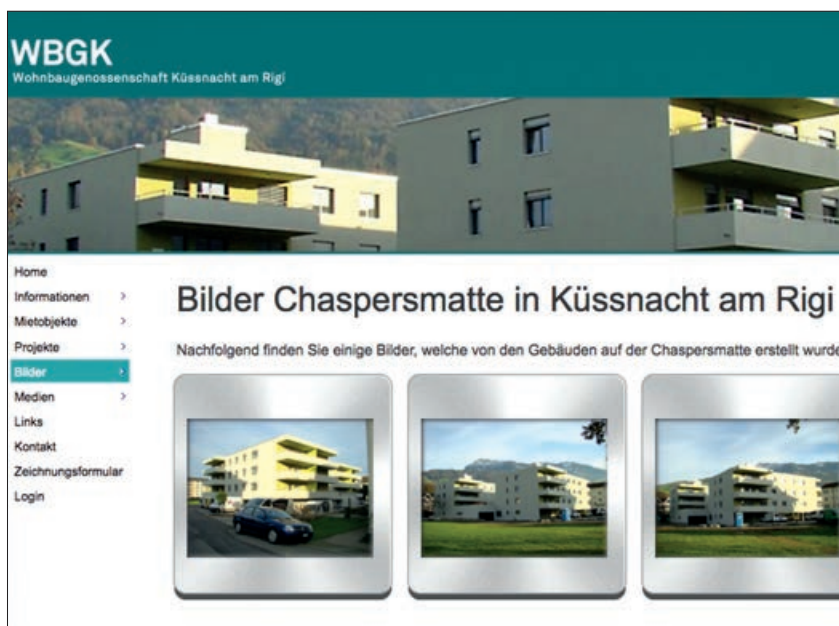 WBGK
Wohnbaugenossenschaft Küssnacht am Rigi
Home
Informationen
Mietobjekte
Projekte
Bilder
Medien
Links
Kontakt
Zeichnungsformular
Login
Bilder Chaspersmatte in Küssnacht am Rigi
Nachfolgend finden Sie einige Bilder, welche von den Gebäuden auf der Chaspersmatte erstellt wurde